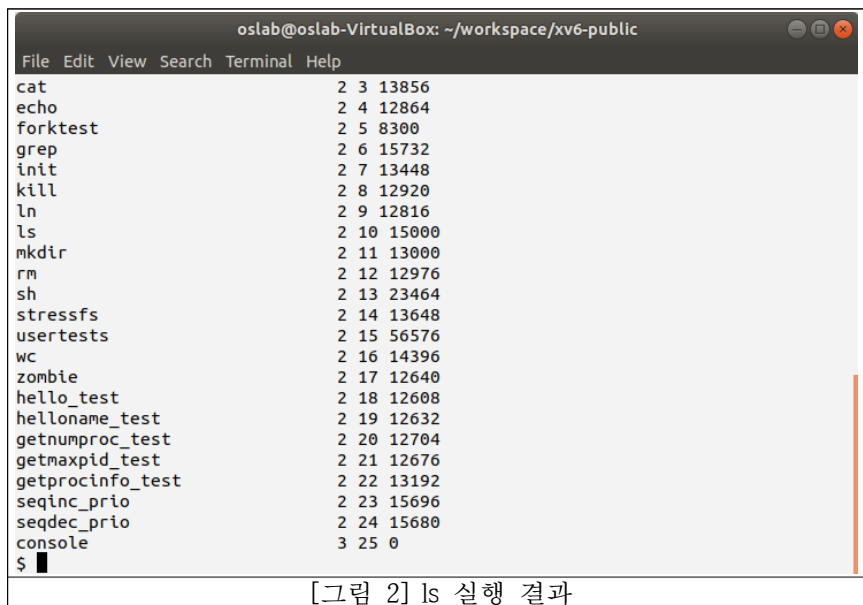 oslab@oslab-VirtualBox: ~/workspace/xv6-public
File Edit View Search Terminal Help
cat 2 3 13856
echo 2 4 12864
forktest 2 5 8300
grep 2 6 15732
init 2 7 13448
kill 2 8 12920
ln 2 9 12816
ls 2 10 15000
mkdir 2 11 13000
rm 2 12 12976
sh 2 13 23464
stressfs 2 14 13648
usertests 2 15 56576
wc 2 16 14396
zombie 2 17 12640
hello_test 2 18 12608
helloname_test 2 19 12632
getnumproc_test 2 20 12704
getmaxpid_test 2 21 12676
getprocinfo_test 2 22 13192
seqinc_prio 2 23 15696
seqdec_prio 2 24 15680
console 3 25 0
$
[그림 2] ls 실행 결과